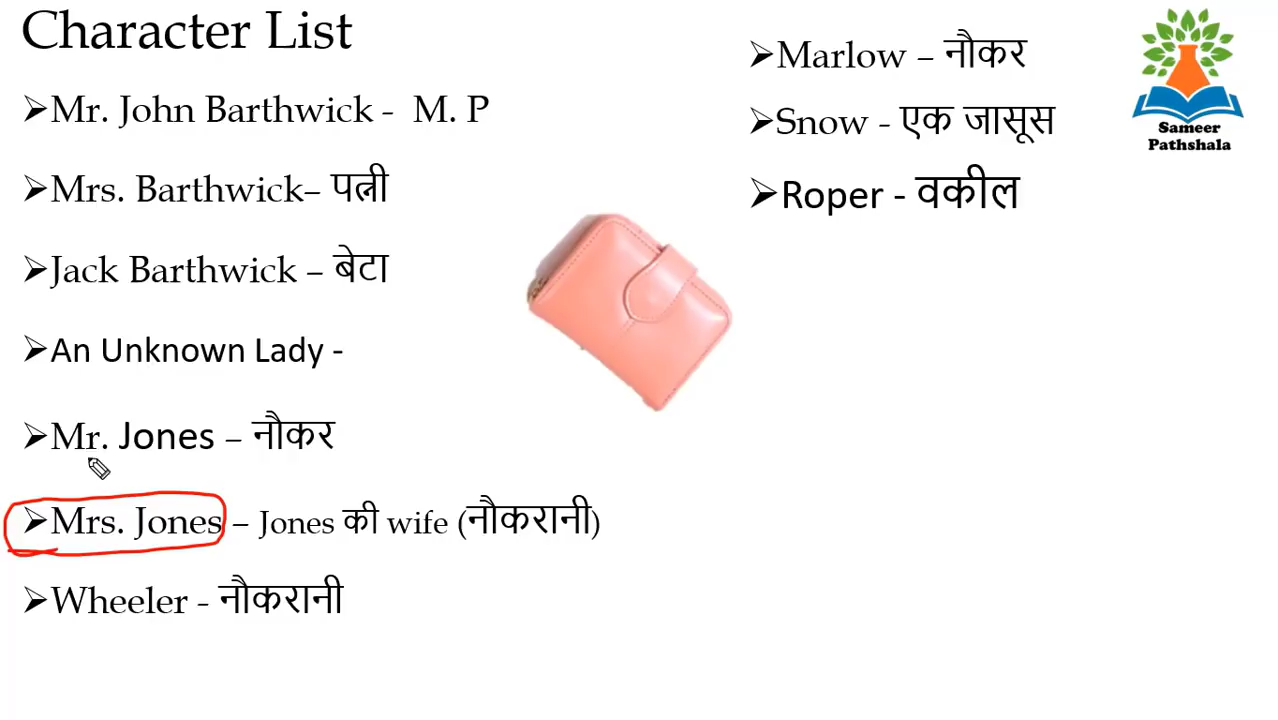 Character List
➢Mr. John Barthwick - M. P
➢Mrs. Barthwick– पत्नी
➢Jack Barthwick – बेटा
➢An Unknown Lady -
➢Mr. Jones – नौकर
➢Mrs. Jones – Jones की wife (नौकरानी)
➢Wheeler - नौकरानी
➢Marlow – नौकर
➢Snow - एक जासूस
➢Roper - वकील
Sameer
Pathshala